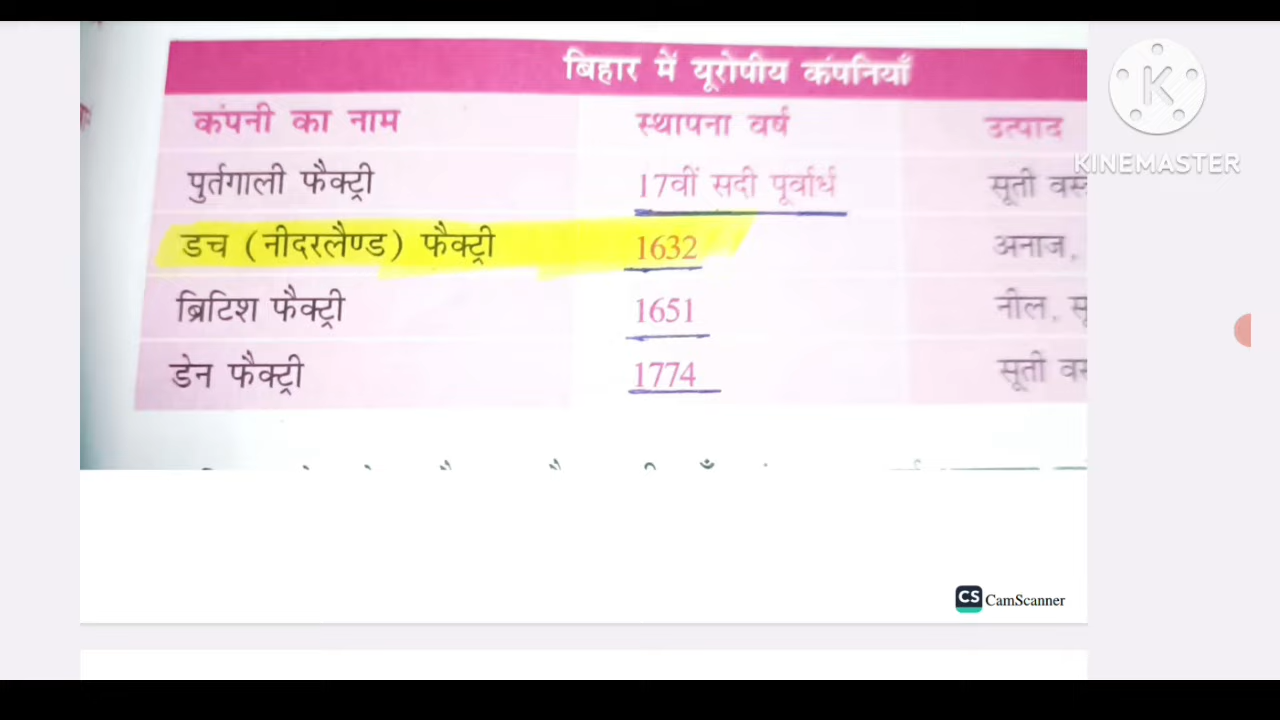 बिहार में यूरोपीय कंपनियाँ
कंपनी का नाम स्थापना वर्ष उत्पाद
पुर्तगाली फैक्ट्री 17वीं सदी पूर्वार्ध सूती
डच (नीदरलैण्ड) फैक्ट्री 1632 अनाज,
ब्रिटिश फैक्ट्री 1651 नील,
डेन फैक्ट्री 1774 सूती
K
KINEMASTER
CS CamScanner